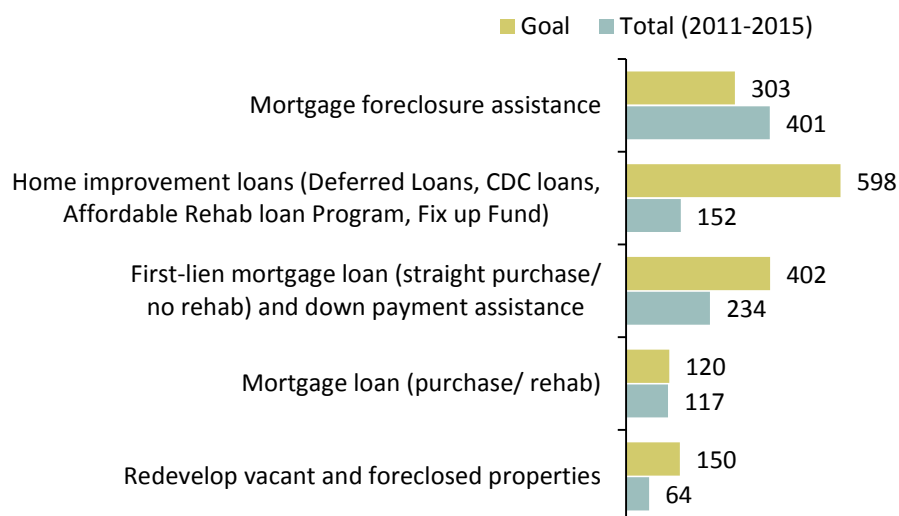 Goal Total (2011-2015)
Mortgage foreclosure assistance
303
401
Home improvement loans (Deferred Loans, CDC loans,
Affordable Rehab loan Program, Fix up Fund)
598
152
First-lien mortgage loan (straight purchase/
no rehab) and down payment assistance
402
234
Mortgage loan (purchase/ rehab)
120
117
Redevelop vacant and foreclosed properties
150
64